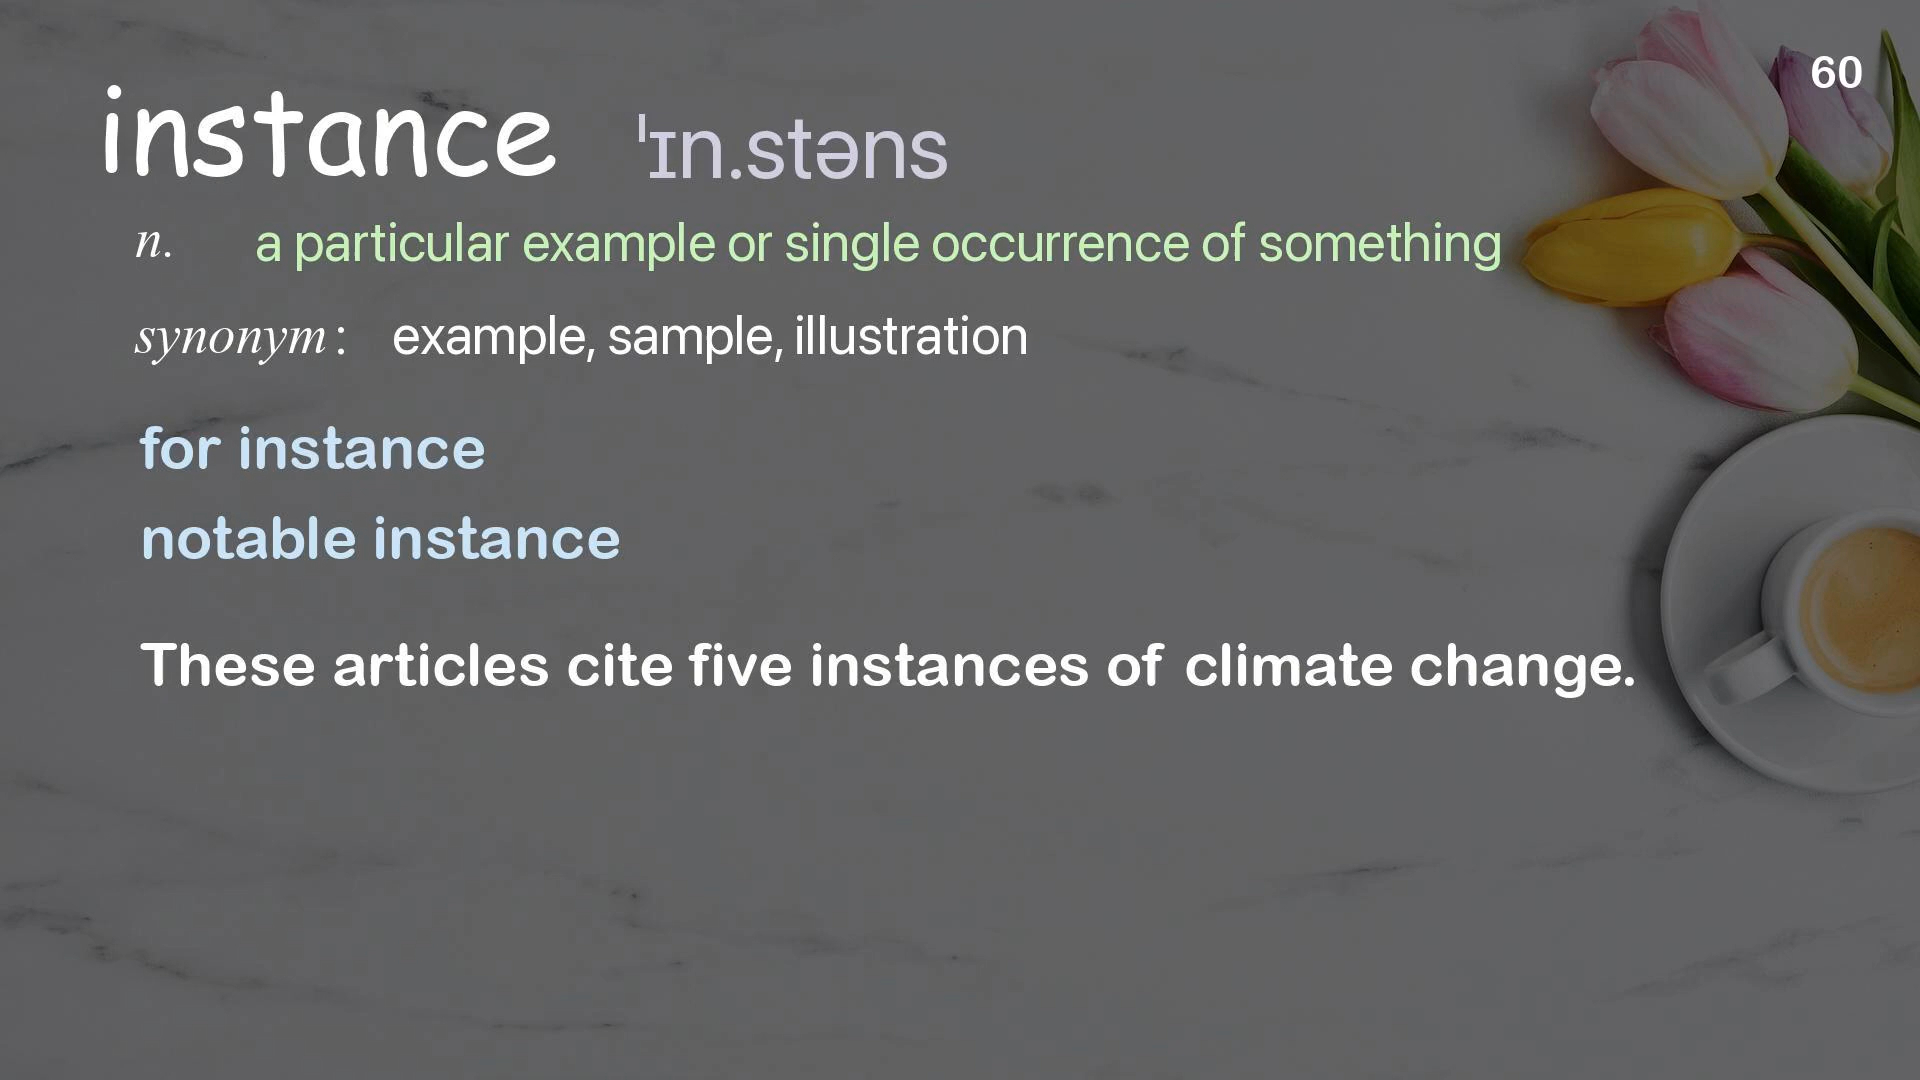 60
instance ˈɪn.stəns
n. a particular example or single occurrence of something
synonym : example, sample, illustration
for instance
notable instance
These articles cite five instances of climate change.